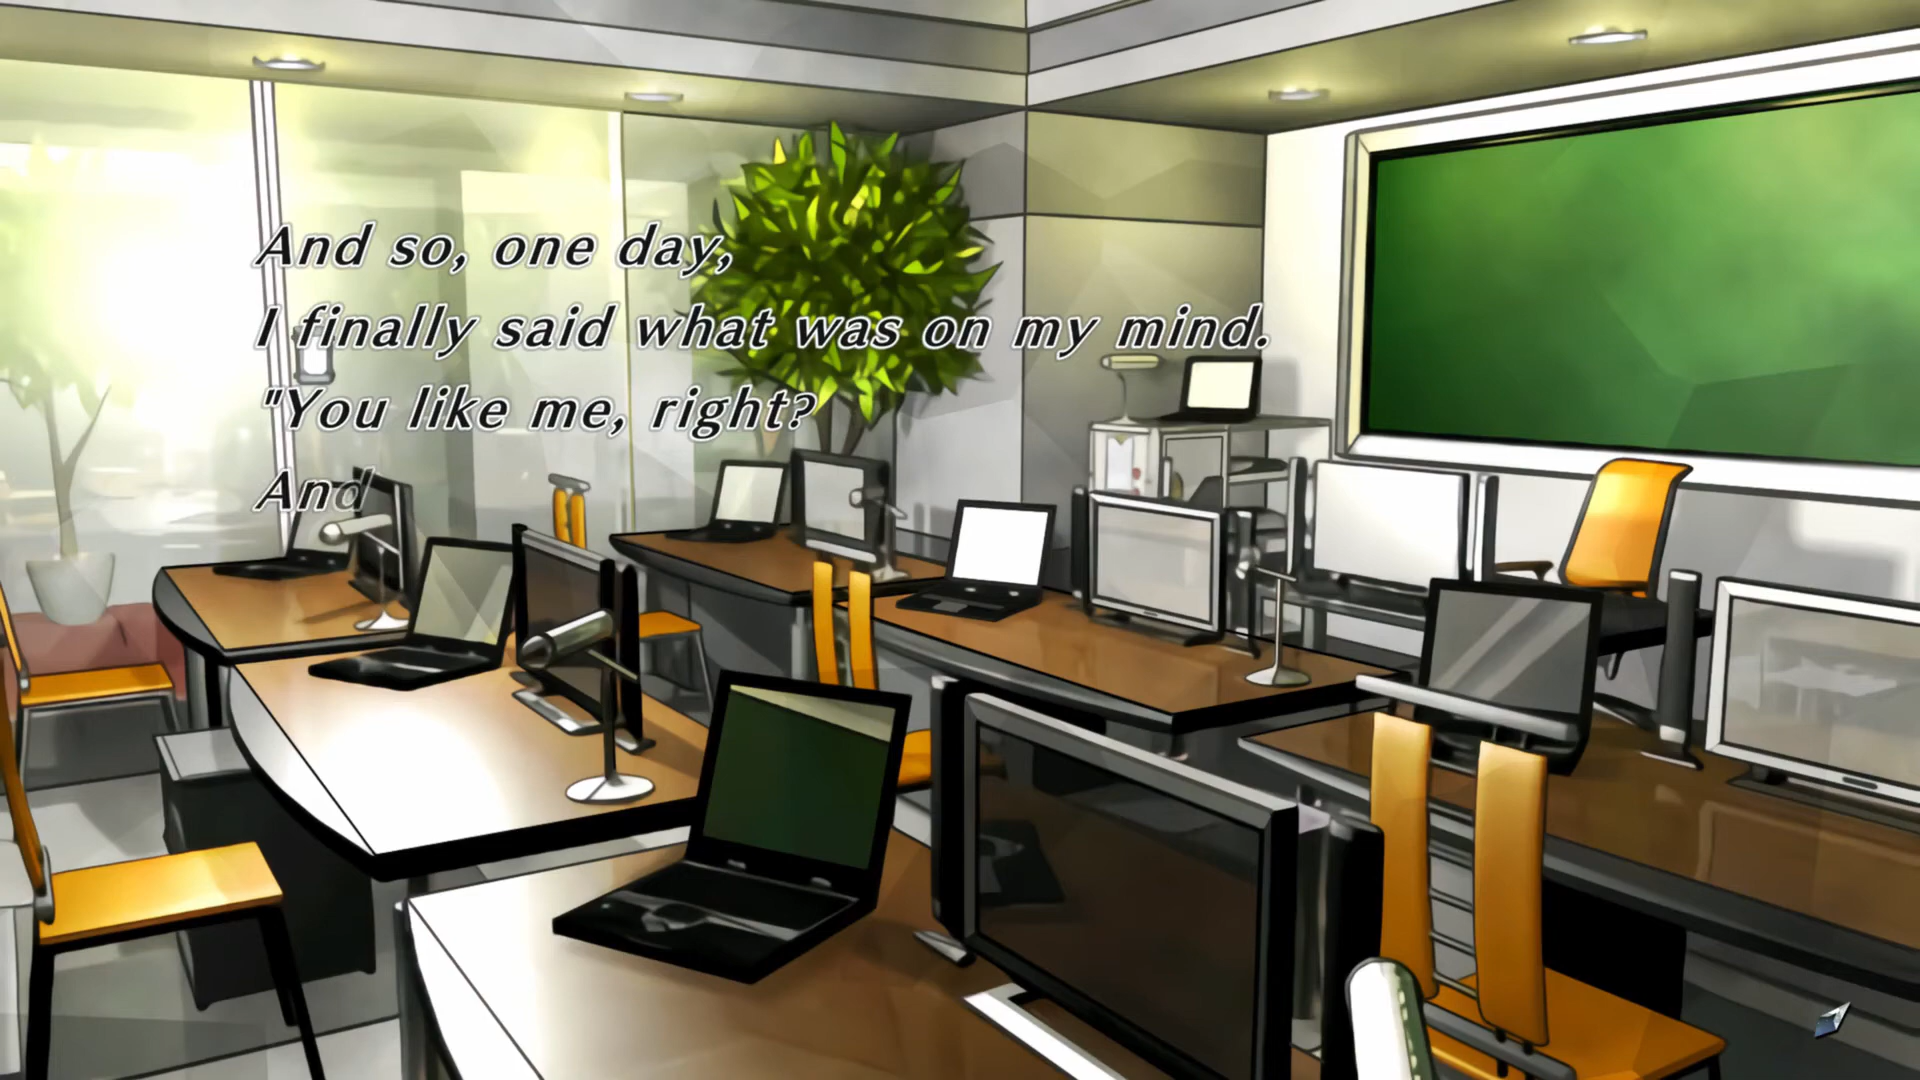 And so, one day,
I finally said what was on my mind.
"You like me, right?
And